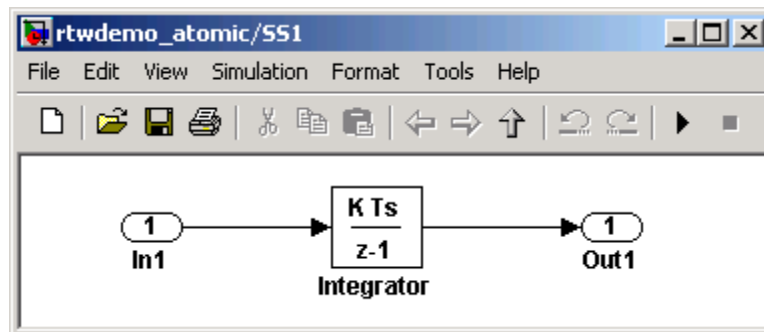 rtwdemo_atomic/SS1
File Edit View Simulation Format Tools Help
1
In1
K Ts
z-1
Integrator
1
Out1